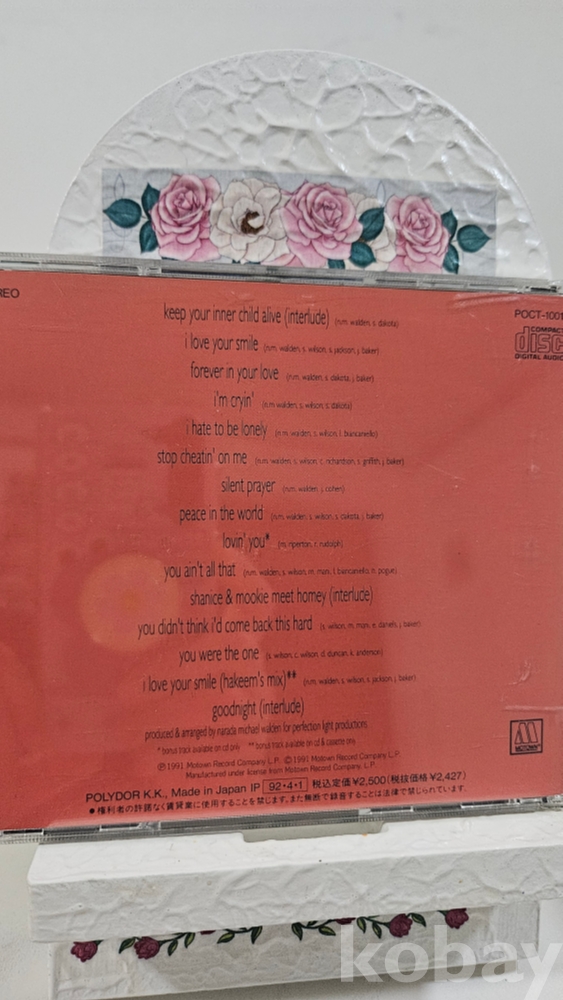 REO
POCT-1001
COMPACT
disc
DIGITAL AUDIO
keep your inner child alive (interlude) (n.m. walden, s. dakota)
i love your smile (n.m. walden, s. wilson, s. jackson, j. baker)
forever in your love (n.m. walden, s. dakota, j. baker)
i'm cryin' (n.m. walden, s. wilson, s. dakota)
i hate to be lonely (n.m. walden, s. wilson, l. biancaniello)
stop cheatin' on me (n.m. walden, s. wilson, c. richardson, s. griffith, j. baker)
silent prayer (n.m. walden, j. cohen)
peace in the world (n.m. walden, s. wilson, s. dakota, j. baker)
lovin' you* (m. riperton, r. rudolph)
you ain't all that (n.m. walden, s. wilson, m. mani, l. biancaniello, n. pogue)
shanice & mookie meet homey (interlude)
you didn't think i'd come back this hard (s. wilson, m. mani, e. daniels, j. baker)
you were the one (s. wilson, c. wilson, d. duncan, k. anderson)
i love your smile (hakeem's mix)** (n.m. walden, s. wilson, s. jackson, j. baker)
goodnight (interlude)
produced & arranged by narada michael walden for perfection light productions
* bonus track available on cd only ** bonus track available on cd & cassette only
Ⓟ1991 Motown Record Company L.P. ©1991 Motown Record Company L.P.
Manufactured under license from Motown Record Company L.P.
M
MOTOWN
POLYDOR K.K., Made in Japan IP 92・4・1 税込定価¥2,500(税抜価格¥2,427)
●権利者の許諾なく賃貸業に使用することを禁じます。また無断で録音することは法律で禁じられています。
kobay